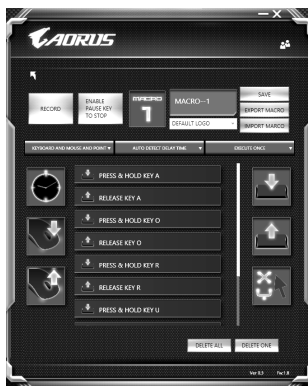 AORUS
RECORD
ENABLE
PAUSE KEY
TO STOP
MACRO
1
MACRO-1
DEFAULT LOGO
SAVE
EXPORT MACRO
IMPORT MARCO
KEYBOARD AND MOUSE AND POINT
AUTO DETECT DELAY TIME
EXECUTE ONCE
PRESS & HOLD KEY A
RELEASE KEY A
PRESS & HOLD KEY O
RELEASE KEY O
PRESS & HOLD KEY R
RELEASE KEY R
PRESS & HOLD KEY U
DELETE ALL
DELETE ONE